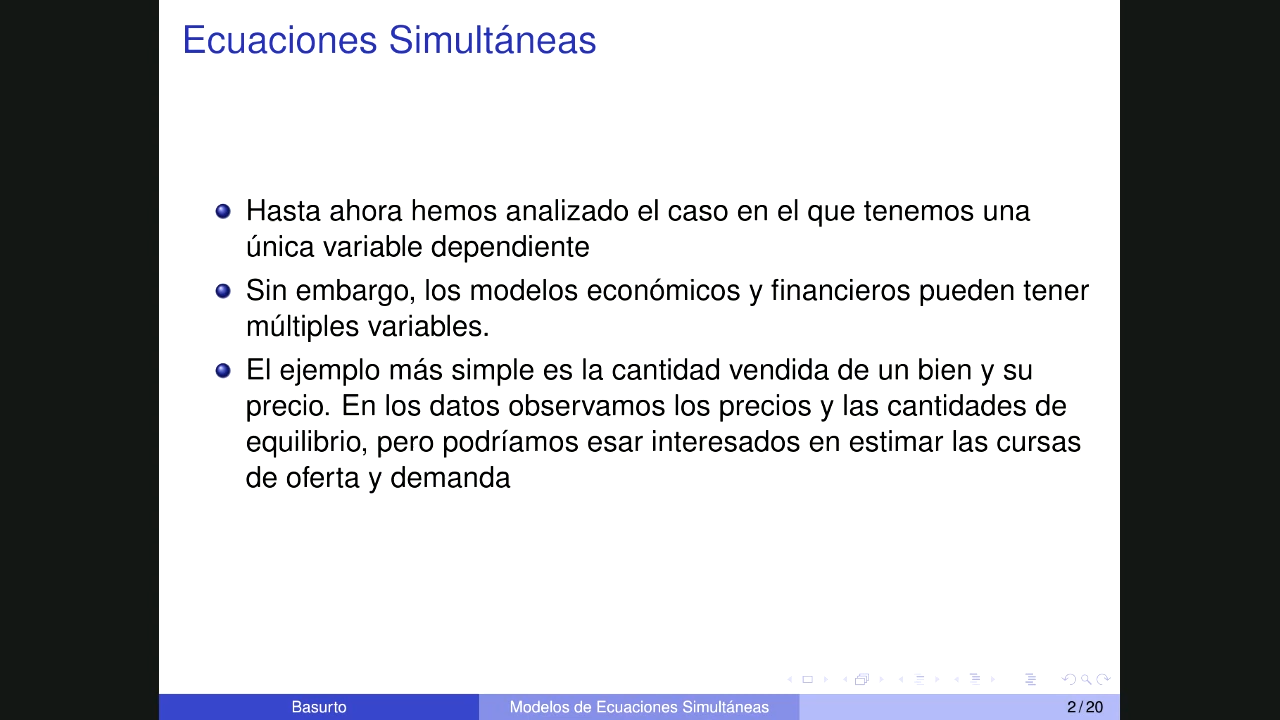 Ecuaciones Simultáneas
Hasta ahora hemos analizado el caso en el que tenemos una
única variable dependiente
Sin embargo, los modelos económicos y financieros pueden tener
múltiples variables.
El ejemplo más simple es la cantidad vendida de un bien y su
precio. En los datos observamos los precios y las cantidades de
equilibrio, pero podríamos esar interesados en estimar las cursas
de oferta y demanda
Basurto
Modelos de Ecuaciones Simultáneas
2 / 20